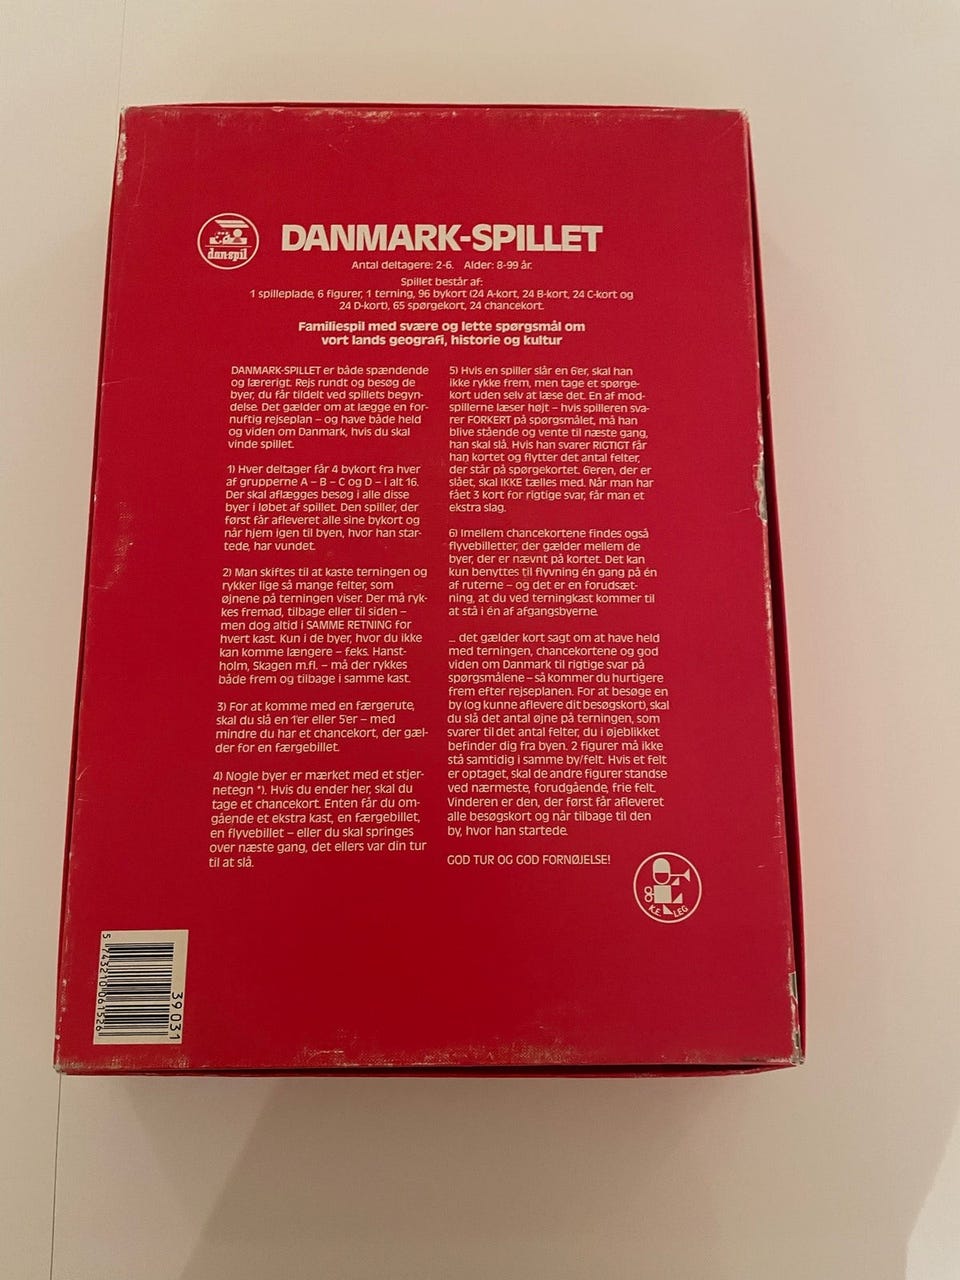 dan-spil
DANMARK-SPILLET
Antal deltagere: 2-6. Alder: 8-99 år.
Spillet består af:
1 spilleplade, 6 figurer, 1 terning, 96 bykort (24 A-kort, 24 B-kort, 24 C-kort og
24 D-kort), 65 spørgekort, 24 chancekort.
Familiespil med svære og lette spørgsmål om
vort lands geografi, historie og kultur
DANMARK-SPILLET er både spændende
og lærerigt. Rejs rundt og besøg de
byer, du får tildelt ved spillets begyn-
delse. Det gælder om at lægge en for-
nuftig rejseplan – og have både held
og viden om Danmark, hvis du skal
vinde spillet.
1) Hver deltager får 4 bykort fra hver
af grupperne A – B – C og D – i alt 16.
Der skal aflægges besøg i alle disse
byer i løbet af spillet. Den spiller, der
først får afleveret alle sine bykort og
når hjem igen til byen, hvor han star-
tede, har vundet.
2) Man skiftes til at kaste terningen og
rykker lige så mange felter, som
øjnene på terningen viser. Der må ryk-
kes fremad, tilbage eller til siden –
men dog altid i SAMME RETNING for
hvert kast. Kun i de byer, hvor du ikke
kan komme længere – f.eks. Hanst-
holm, Skagen m.fl. – må der rykkes
både frem og tilbage i samme kast.
3) For at komme med en færgerute,
skal du slå en 1'er eller 5'er – med
mindre du har et chancekort, der gæl-
der for en færgebillet.
4) Nogle byer er mærket med et stjer-
netegn *). Hvis du ender her, skal du
tage et chancekort. Enten får du om-
gående et ekstra kast, en færgebillet,
en flyvebillet – eller du skal springes
over næste gang, det ellers var din tur
til at slå.
5) Hvis en spiller slår en 6'er, skal han
ikke rykke frem, men tage et spørge-
kort uden selv at læse det. En af mod-
spillerne læser højt – hvis spilleren sva-
rer FORKERT på spørgsmålet, må han
blive stående og vente til næste gang,
han skal slå. Hvis han svarer RIGTIGT får
han kortet og flytter det antal felter,
der står på spørgekortet. 6'eren, der er
slået, skal IKKE tælles med. Når man har
fået 3 kort for rigtige svar, får man et
ekstra slag.
6) Imellem chancekortene findes også
flyvebilletter, der gælder mellem de
byer, der er nævnt på kortet. Det kan
kun benyttes til flyvning én gang på én
af ruterne – og det er en forudsæt-
ning, at du ved terningkast kommer til
at stå i én af afgangsbyerne.
... det gælder kort sagt om at have held
med terningen, chancekortene og god
viden om Danmark til rigtige svar på
spørgsmålene – så kommer du hurtigere
frem efter rejseplanen. For at besøge en
by (og kunne aflevere dit besøgskort), skal
du slå det antal øjne på terningen, som
svarer til det antal felter, du i øjeblikket
befinder dig fra byen. 2 figurer må ikke
stå samtidig i samme by/felt. Hvis et felt
er optaget, skal de andre figurer standse
ved nærmeste, forudgående, frie felt.
Vinderen er den, der først får afleveret
alle besøgskort og når tilbage til den
by, hvor han startede.
GOD TUR OG GOD FORNØJELSE!
K.E. LEG
5 743210 061526
39031